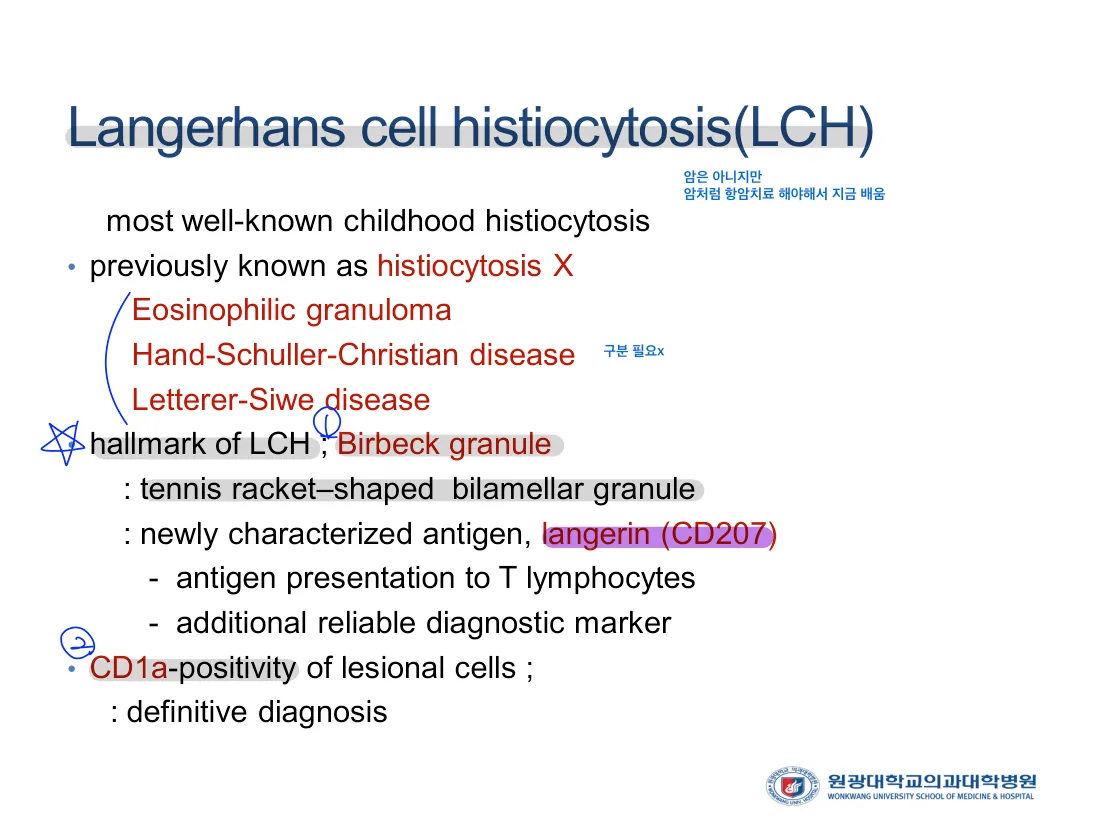 Langerhans cell histiocytosis(LCH)
암은 아니지만
암처럼 항암치료 해야해서 지금 배움
most well-known childhood histiocytosis
• previously known as histiocytosis X
Eosinophilic granuloma
Hand-Schuller-Christian disease 구분 필요x
Letterer-Siwe disease
①
• hallmark of LCH ; Birbeck granule
: tennis racket–shaped bilamellar granule
: newly characterized antigen, langerin (CD207)
- antigen presentation to T lymphocytes
- additional reliable diagnostic marker
②
• CD1a-positivity of lesional cells ;
: definitive diagnosis
원광대학교의과대학병원
WONKWANG UNIVERSITY SCHOOL OF MEDICINE & HOSPITAL